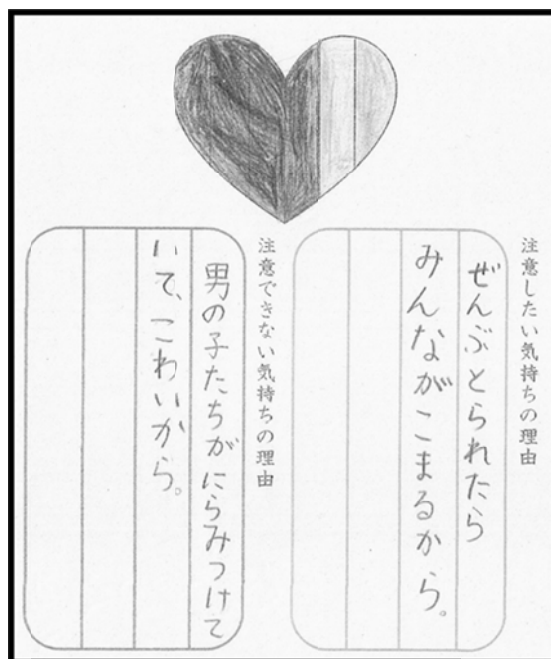 注意したい気持ちの理由
ぜんぶとられたら
みんながこまるから。
注意できない気持ちの理由
男の子たちがにらみつけて
いて、こわいから。